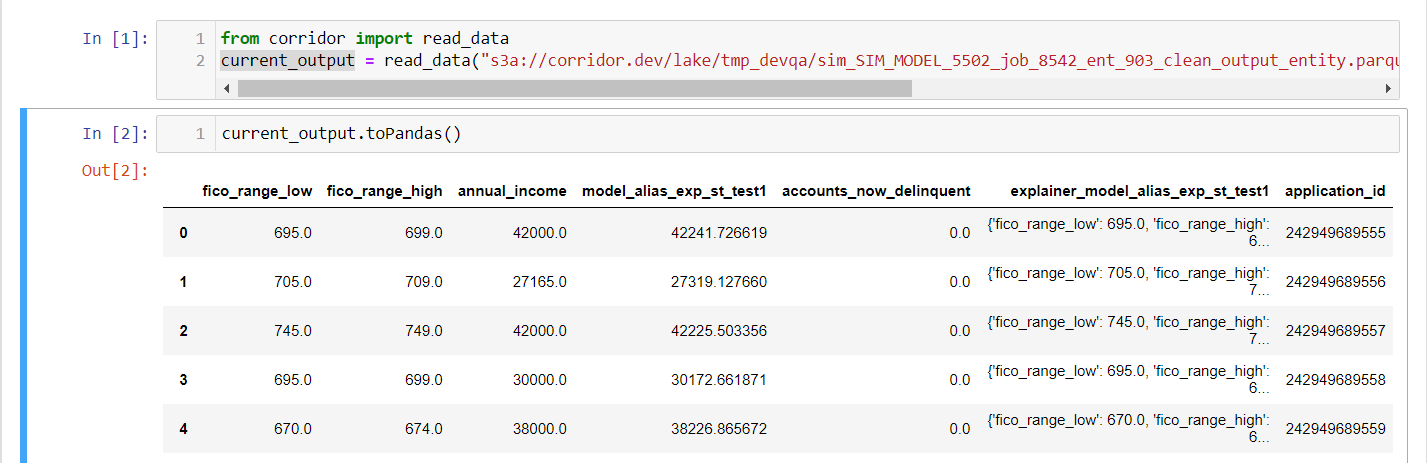 In [1]:
1 from corridor import read_data
2 current_output = read_data("s3a://corridor.dev/lake/tmp_devqa/sim_SIM_MODEL_5502_job_8542_ent_903_clean_output_entity.parqu
In [2]:
1 current_output.toPandas()
Out[2]:
fico_range_low fico_range_high annual_income model_alias_exp_st_test1 accounts_now_delinquent explainer_model_alias_exp_st_test1 application_id
0 695.0 699.0 42000.0 42241.726619 0.0 {'fico_range_low': 695.0, 'fico_range_high': 6... 242949689555
1 705.0 709.0 27165.0 27319.127660 0.0 {'fico_range_low': 705.0, 'fico_range_high': 7... 242949689556
2 745.0 749.0 42000.0 42225.503356 0.0 {'fico_range_low': 745.0, 'fico_range_high': 7... 242949689557
3 695.0 699.0 30000.0 30172.661871 0.0 {'fico_range_low': 695.0, 'fico_range_high': 6... 242949689558
4 670.0 674.0 38000.0 38226.865672 0.0 {'fico_range_low': 670.0, 'fico_range_high': 6... 242949689559